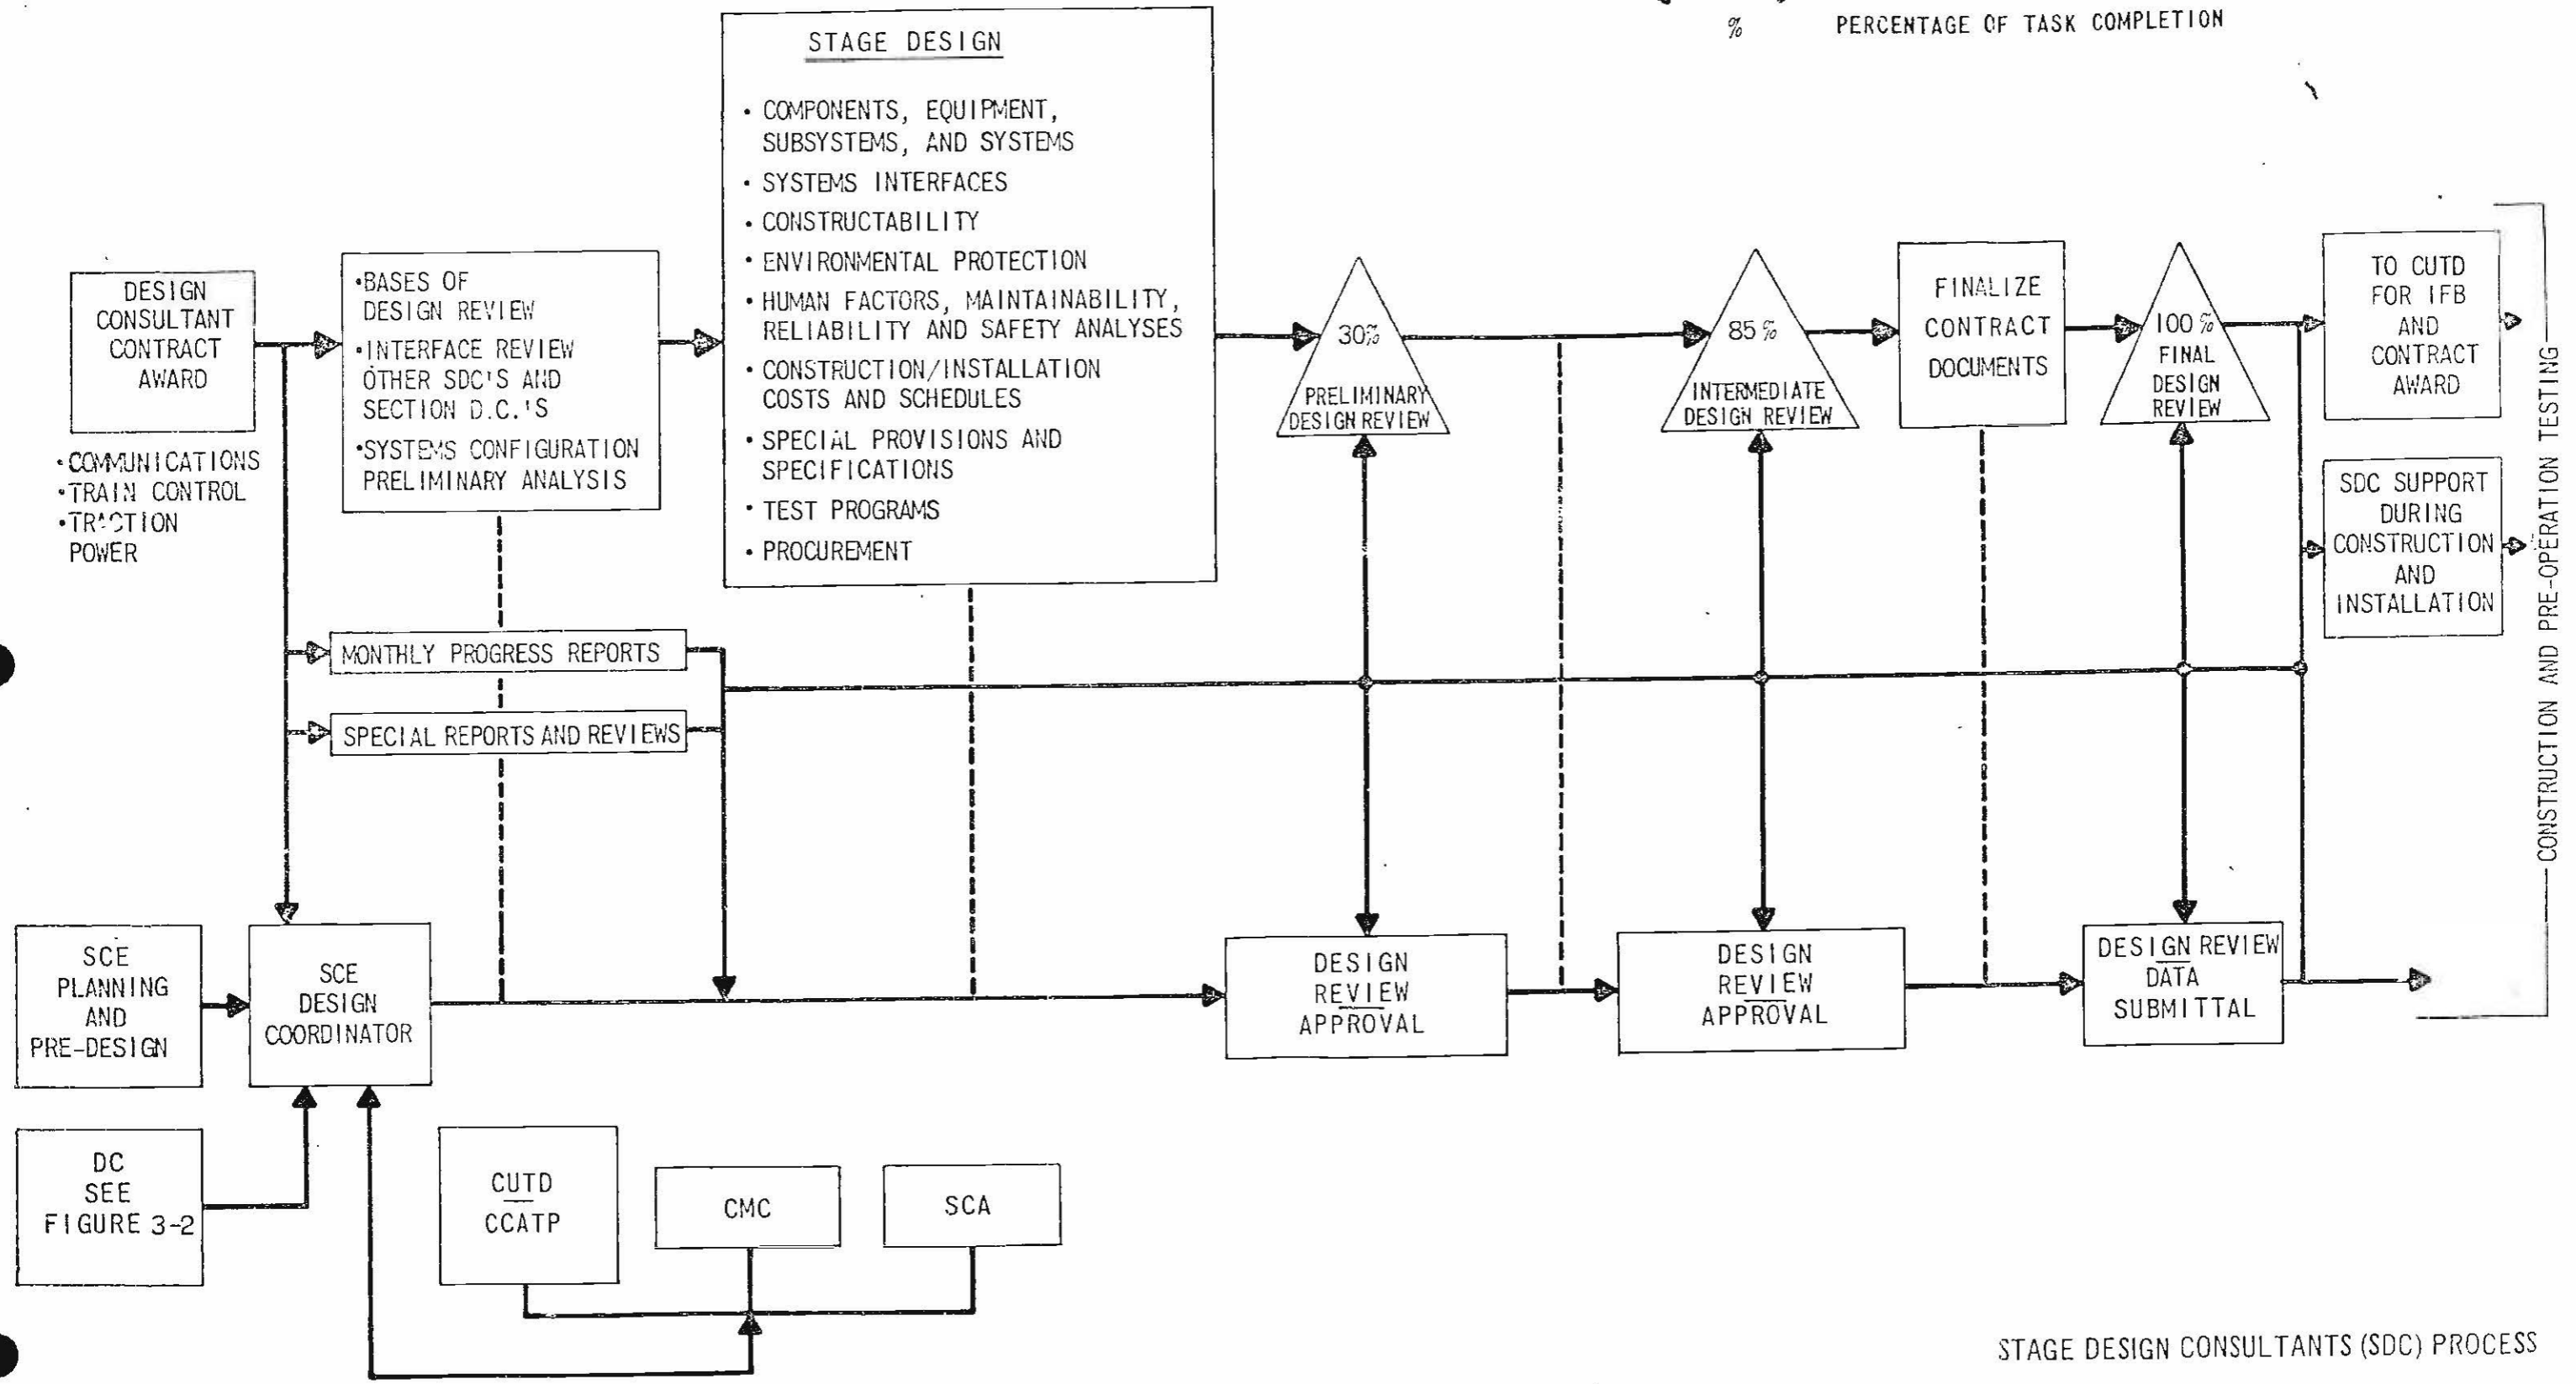 % PERCENTAGE OF TASK COMPLETION
STAGE DESIGN
• COMPONENTS, EQUIPMENT,
SUBSYSTEMS, AND SYSTEMS
• SYSTEMS INTERFACES
• CONSTRUCTABILITY
• ENVIRONMENTAL PROTECTION
• HUMAN FACTORS, MAINTAINABILITY,
RELIABILITY AND SAFETY ANALYSES
• CONSTRUCTION/INSTALLATION
COSTS AND SCHEDULES
• SPECIAL PROVISIONS AND
SPECIFICATIONS
• TEST PROGRAMS
• PROCUREMENT
DESIGN
CONSULTANT
CONTRACT
AWARD
• COMMUNICATIONS
• TRAIN CONTROL
• TRACTION
POWER
• BASES OF
DESIGN REVIEW
• INTERFACE REVIEW
OTHER SDC'S AND
SECTION D.C.'S
• SYSTEMS CONFIGURATION
PRELIMINARY ANALYSIS
30%
PRELIMINARY
DESIGN REVIEW
85%
INTERMEDIATE
DESIGN REVIEW
FINALIZE
CONTRACT
DOCUMENTS
100%
FINAL
DESIGN
REVIEW
TO CUTD
FOR IFB
AND
CONTRACT
AWARD
SDC SUPPORT
DURING
CONSTRUCTION
AND
INSTALLATION
CONSTRUCTION AND PRE-OPERATION TESTING
MONTHLY PROGRESS REPORTS
SPECIAL REPORTS AND REVIEWS
SCE
PLANNING
AND
PRE-DESIGN
SCE
DESIGN
COORDINATOR
DESIGN
REVIEW
APPROVAL
DESIGN
REVIEW
APPROVAL
DESIGN REVIEW
DATA
SUBMITTAL
DC
SEE
FIGURE 3-2
CUTD
CCATP
CMC
SCA
STAGE DESIGN CONSULTANTS (SDC) PROCESS